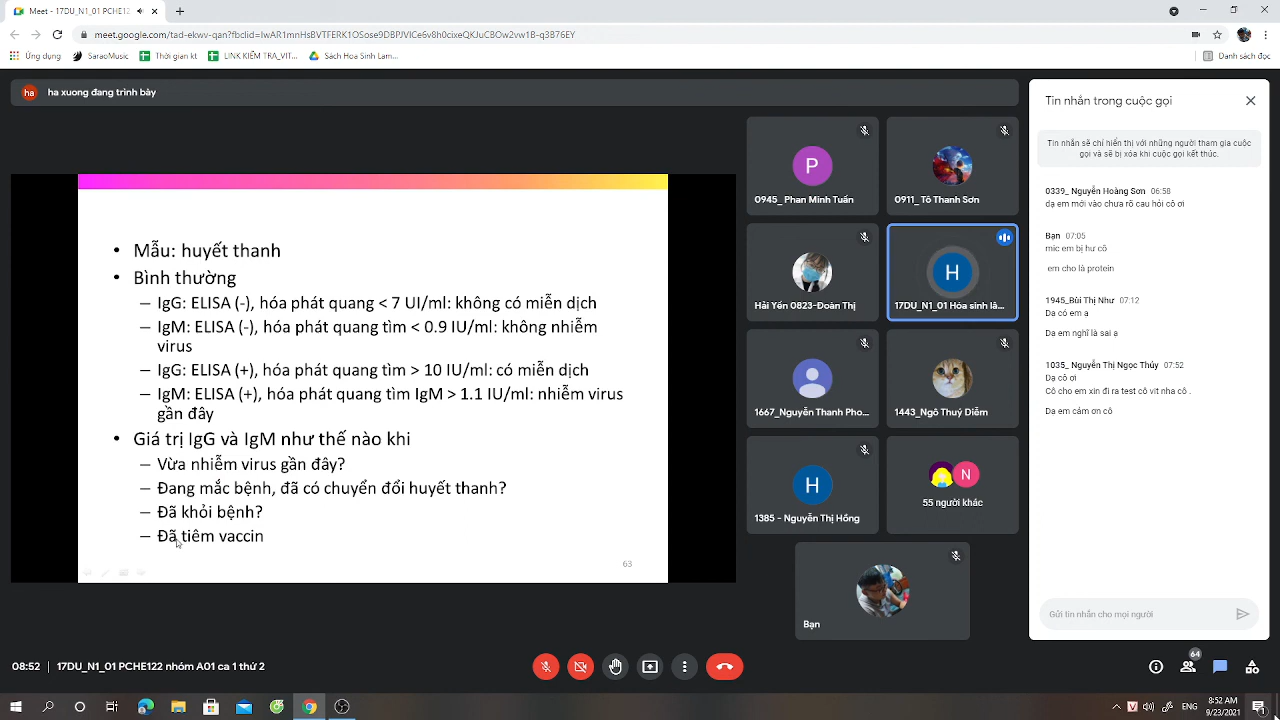 Meet - 17DU_N1_01 PCHE12
meet.google.com/tad-ekwv-qan?fbclid=IwAR1mnHsBVTFERK1OSose9DBPJVICe6v8h0cixeQKJuCBOw2vw1B-q3B76EY
Ứng dụng
SaraoMusic
Thời gian kt
LINK KIỂM TRA_VIT...
Sách Hoa Sinh Lam...
Danh sách đọc
ha
ha xuong đang trình bày
• Mẫu: huyết thanh
• Bình thường
– IgG: ELISA (-), hóa phát quang < 7 UI/ml: không có miễn dịch
– IgM: ELISA (-), hóa phát quang tìm < 0.9 IU/ml: không nhiễm
virus
– IgG: ELISA (+), hóa phát quang tìm > 10 IU/ml: có miễn dịch
– IgM: ELISA (+), hóa phát quang tìm IgM > 1.1 IU/ml: nhiễm virus
gần đây
• Giá trị IgG và IgM như thế nào khi
– Vừa nhiễm virus gần đây?
– Đang mắc bệnh, đã có chuyển đổi huyết thanh?
– Đã khỏi bệnh?
– Đã tiêm vaccin
63
P
0945_ Phan Minh Tuấn
0911_ Tô Thanh Sơn
Hải Yến 0823-Đoàn Thị
H
17DU_N1_01 Hóa sinh lâ...
1667_Nguyễn Thanh Pho...
1443_Ngô Thuý Diễm
H
1385 - Nguyễn Thị Hồng
N
55 người khác
Bạn
Tin nhắn trong cuộc gọi
Tin nhắn sẽ chỉ hiển thị với những người tham gia cuộc
gọi và sẽ bị xóa khi cuộc gọi kết thúc.
0339_ Nguyễn Hoàng Sơn 06:58
dạ em mới vào chưa rõ cau hỏi cô ơi
Bạn 07:05
mic em bị hư cô
em cho là protein
1945_Bùi Thị Như 07:12
Dạ có em ạ
Dạ em nghĩ là sai ạ
1035_ Nguyễn Thị Ngọc Thúy 07:52
Dạ cô ơi
Cô cho em xin đi ra test cô vit nha cô .
Dạ em cảm ơn cô
Gửi tin nhắn cho mọi người
08:52 | 17DU_N1_01 PCHE122 nhóm A01 ca 1 thứ 2
64
V
8:52 AM
9/23/2021
1